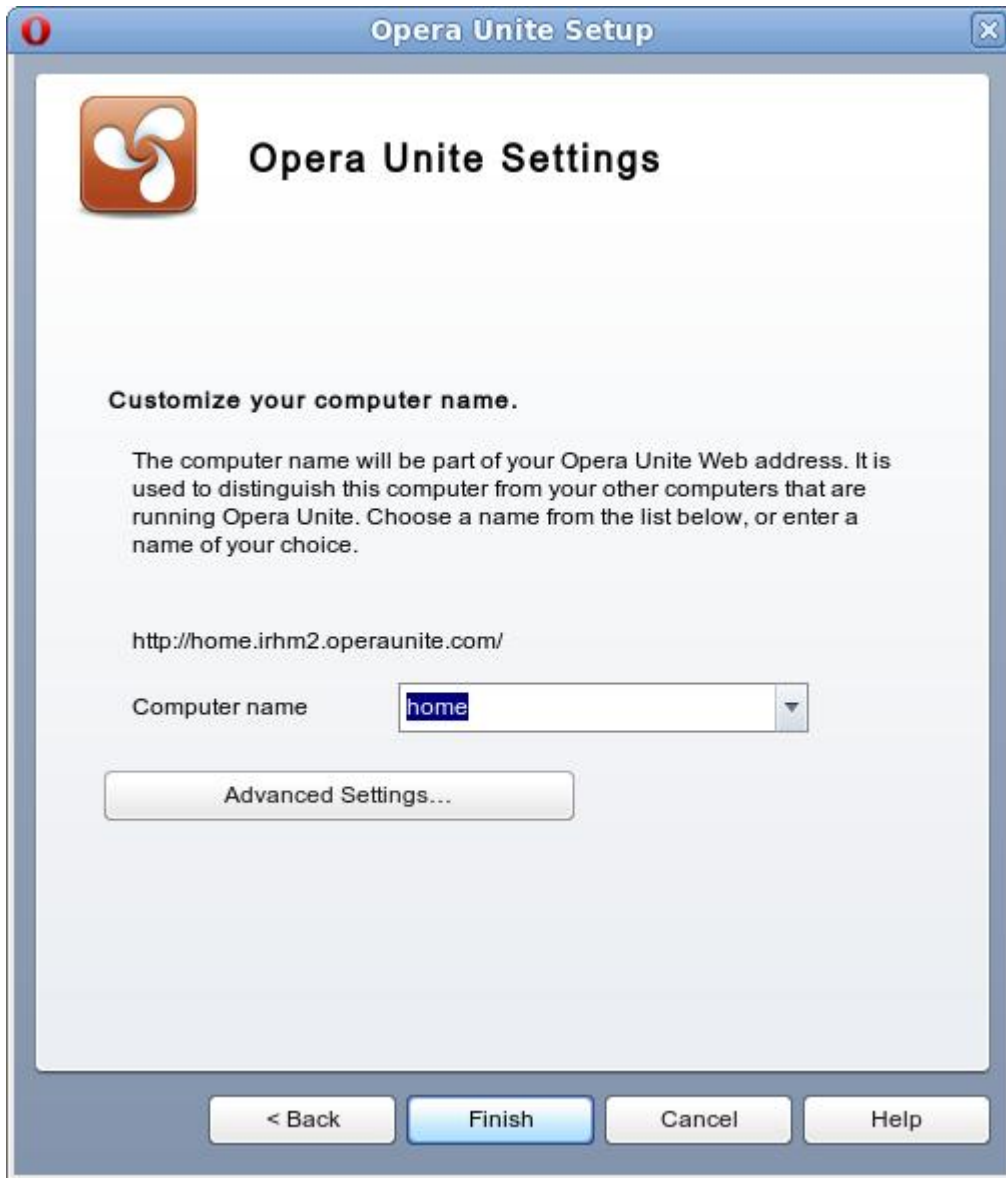 Opera Unite Setup
Opera Unite Settings
Customize your computer name.
The computer name will be part of your Opera Unite Web address. It is
used to distinguish this computer from your other computers that are
running Opera Unite. Choose a name from the list below, or enter a
name of your choice.
http://home.irhm2.operaunite.com/
Computer name home
Advanced Settings...
< Back Finish Cancel Help